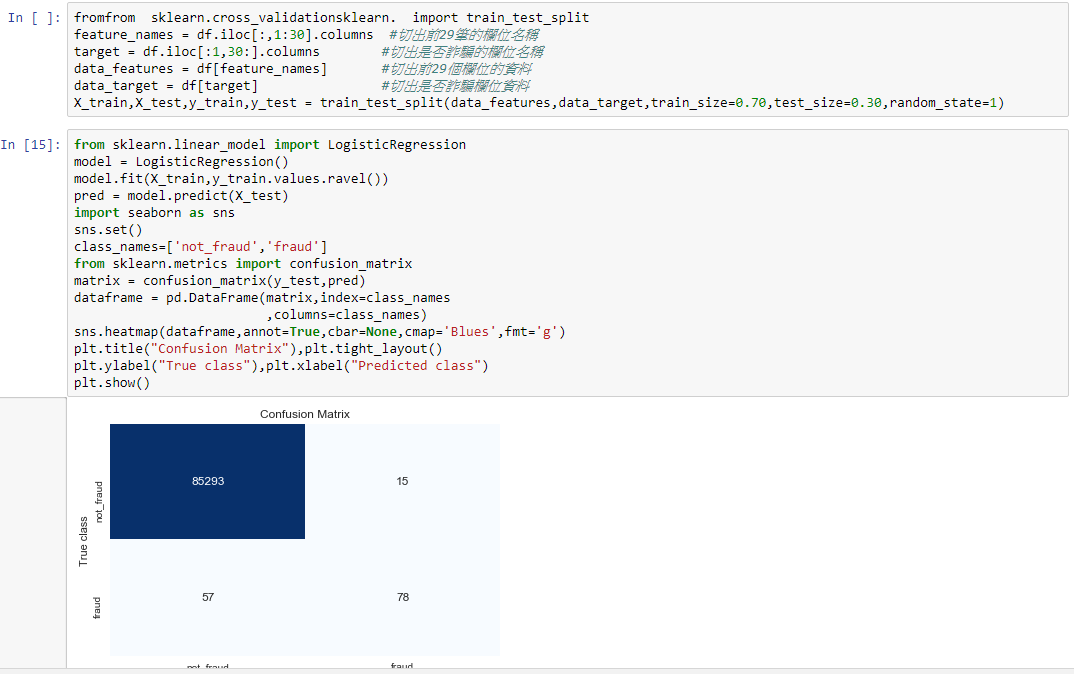 In [ ]: fromfrom  sklearn.cross_validationsklearn.  import train_test_split
feature_names = df.iloc[:,1:30].columns  #切出前29筆的欄位名稱
target = df.iloc[:1,30:].columns        #切出是否詐騙的欄位名稱
data_features = df[feature_names]       #切出前29個欄位的資料
data_target = df[target]                #切出是否詐騙欄位資料
X_train,X_test,y_train,y_test = train_test_split(data_features,data_target,train_size=0.70,test_size=0.30,random_state=1)
In [15]: from sklearn.linear_model import LogisticRegression
model = LogisticRegression()
model.fit(X_train,y_train.values.ravel())
pred = model.predict(X_test)
import seaborn as sns
sns.set()
class_names=['not_fraud','fraud']
from sklearn.metrics import confusion_matrix
matrix = confusion_matrix(y_test,pred)
dataframe = pd.DataFrame(matrix,index=class_names
,columns=class_names)
sns.heatmap(dataframe,annot=True,cbar=None,cmap='Blues',fmt='g')
plt.title("Confusion Matrix"),plt.tight_layout()
plt.ylabel("True class"),plt.xlabel("Predicted class")
plt.show()
Confusion Matrix
True class
not_fraud
85293 15
fraud
57 78
not_fraud fraud